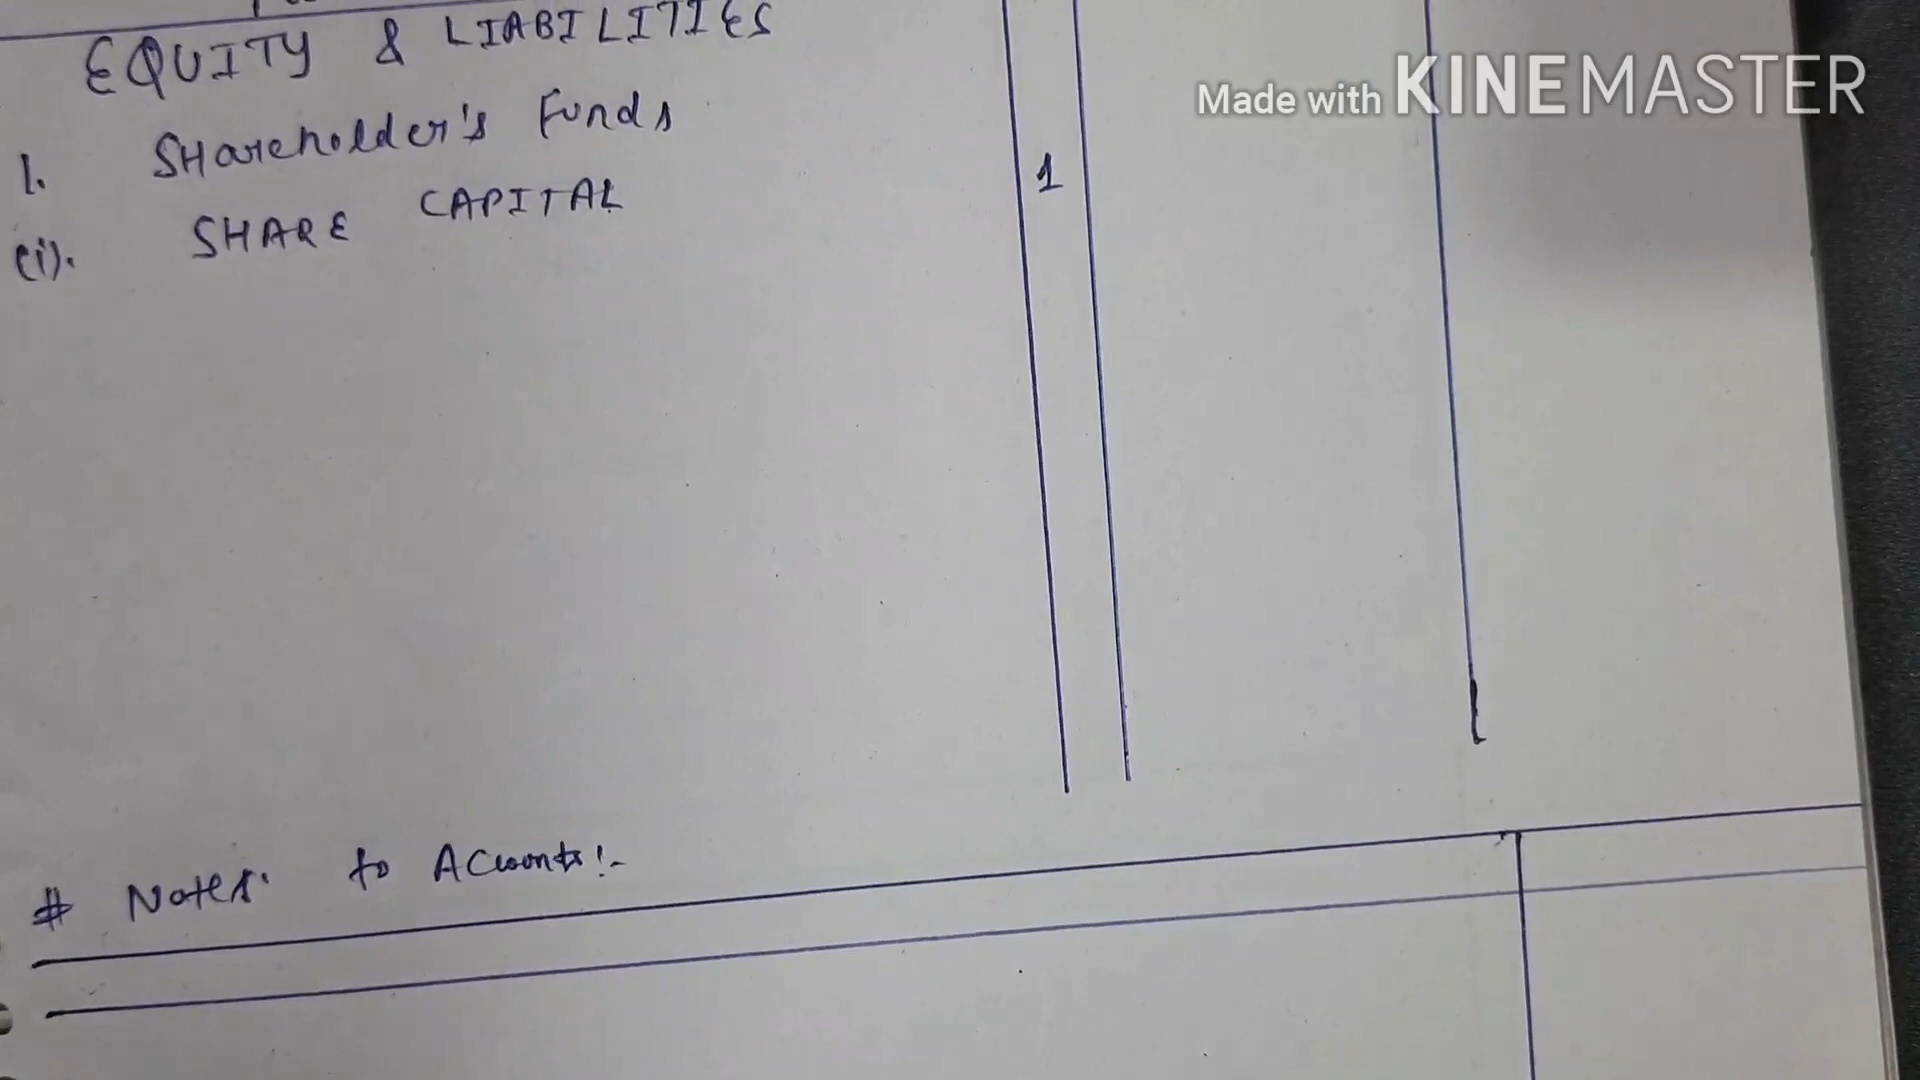 EQUITY & LIABILITIES
Made with KINEMASTER
1. SHareholder's Funds
(i). SHARE CAPITAL
1
# Notes to Accounts:-